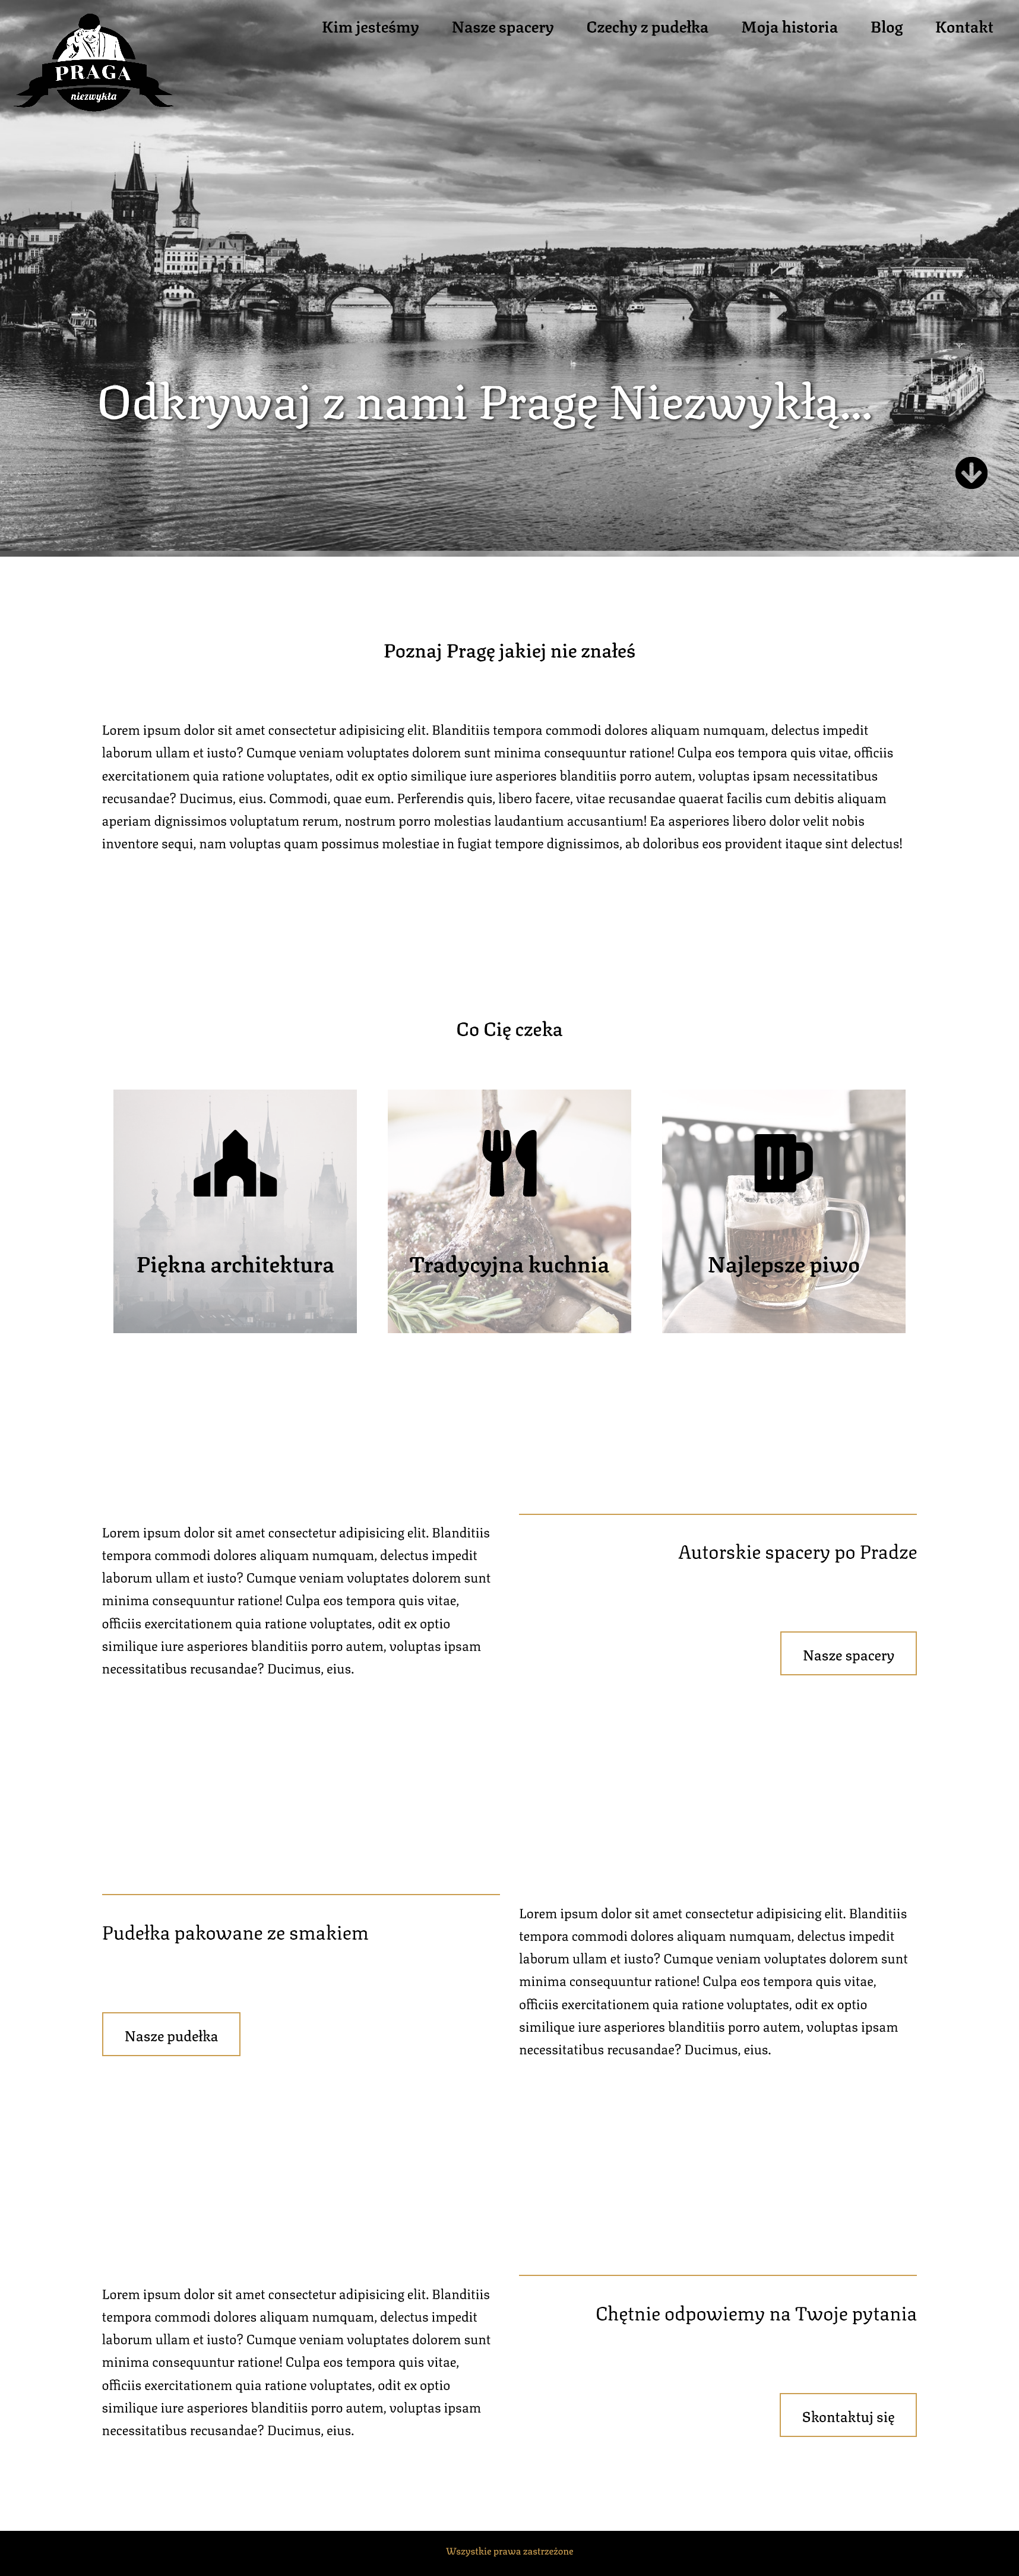 PRAGA
niezwykła
Kim jesteśmy Nasze spacery Czechy z pudełka Moja historia Blog Kontakt
Odkrywaj z nami Pragę Niezwykłą...
Poznaj Pragę jakiej nie znałeś
Lorem ipsum dolor sit amet consectetur adipisicing elit. Blanditiis tempora commodi dolores aliquam numquam, delectus impedit
laborum ullam et iusto? Cumque veniam voluptates dolorem sunt minima consequuntur ratione! Culpa eos tempora quis vitae, officiis
exercitationem quia ratione voluptates, odit ex optio similique iure asperiores blanditiis porro autem, voluptas ipsam necessitatibus
recusandae? Ducimus, eius. Commodi, quae eum. Perferendis quis, libero facere, vitae recusandae quaerat facilis cum debitis aliquam
aperiam dignissimos voluptatum rerum, nostrum porro molestias laudantium accusantium! Ea asperiores libero dolor velit nobis
inventore sequi, nam voluptas quam possimus molestiae in fugiat tempore dignissimos, ab doloribus eos provident itaque sint delectus!
Co Cię czeka
Piękna architektura
Tradycyjna kuchnia
Najlepsze piwo
Lorem ipsum dolor sit amet consectetur adipisicing elit. Blanditiis
tempora commodi dolores aliquam numquam, delectus impedit
laborum ullam et iusto? Cumque veniam voluptates dolorem sunt
minima consequuntur ratione! Culpa eos tempora quis vitae,
officiis exercitationem quia ratione voluptates, odit ex optio
similique iure asperiores blanditiis porro autem, voluptas ipsam
necessitatibus recusandae? Ducimus, eius.
Autorskie spacery po Pradze
Nasze spacery
Pudełka pakowane ze smakiem
Nasze pudełka
Lorem ipsum dolor sit amet consectetur adipisicing elit. Blanditiis
tempora commodi dolores aliquam numquam, delectus impedit
laborum ullam et iusto? Cumque veniam voluptates dolorem sunt
minima consequuntur ratione! Culpa eos tempora quis vitae,
officiis exercitationem quia ratione voluptates, odit ex optio
similique iure asperiores blanditiis porro autem, voluptas ipsam
necessitatibus recusandae? Ducimus, eius.
Lorem ipsum dolor sit amet consectetur adipisicing elit. Blanditiis
tempora commodi dolores aliquam numquam, delectus impedit
laborum ullam et iusto? Cumque veniam voluptates dolorem sunt
minima consequuntur ratione! Culpa eos tempora quis vitae,
officiis exercitationem quia ratione voluptates, odit ex optio
similique iure asperiores blanditiis porro autem, voluptas ipsam
necessitatibus recusandae? Ducimus, eius.
Chętnie odpowiemy na Twoje pytania
Skontaktuj się
Wszystkie prawa zastrzeżone